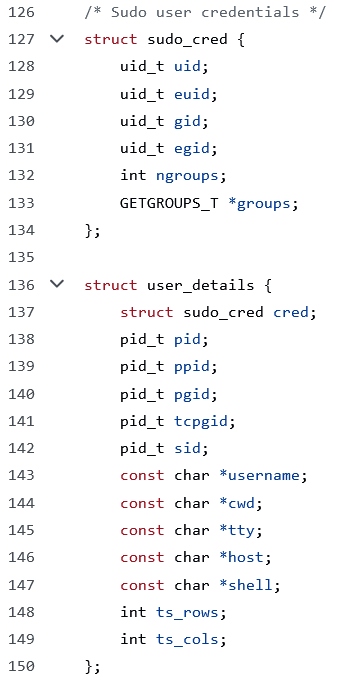 126 /* Sudo user credentials */
127 struct sudo_cred {
128 uid_t uid;
129 uid_t euid;
130 uid_t gid;
131 uid_t egid;
132 int ngroups;
133 GETGROUPS_T *groups;
134 };
135
136 struct user_details {
137 struct sudo_cred cred;
138 pid_t pid;
139 pid_t ppid;
140 pid_t pgid;
141 pid_t tcpgid;
142 pid_t sid;
143 const char *username;
144 const char *cwd;
145 const char *tty;
146 const char *host;
147 const char *shell;
148 int ts_rows;
149 int ts_cols;
150 };